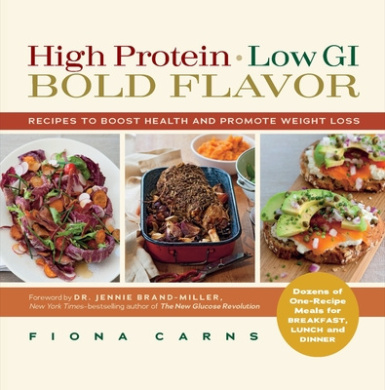 High Protein • Low GI
BOLD FLAVOR
RECIPES TO BOOST HEALTH AND PROMOTE WEIGHT LOSS
Foreword by DR. JENNIE BRAND-MILLER,
New York Times–bestselling author of The New Glucose Revolution
Dozens of
One-Recipe
Meals for
BREAKFAST,
LUNCH and
DINNER
FIONA CARNS